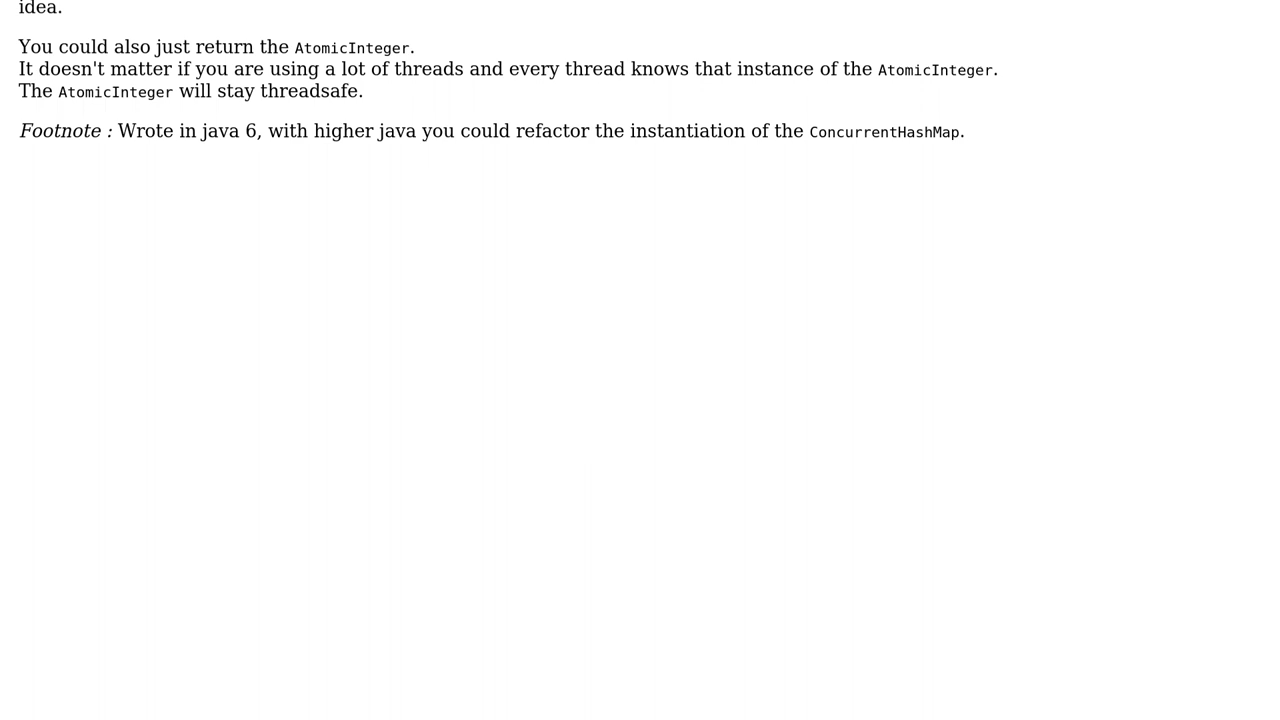 idea.
You could also just return the AtomicInteger.
It doesn't matter if you are using a lot of threads and every thread knows that instance of the AtomicInteger.
The AtomicInteger will stay threadsafe.
Footnote : Wrote in java 6, with higher java you could refactor the instantiation of the ConcurrentHashMap.